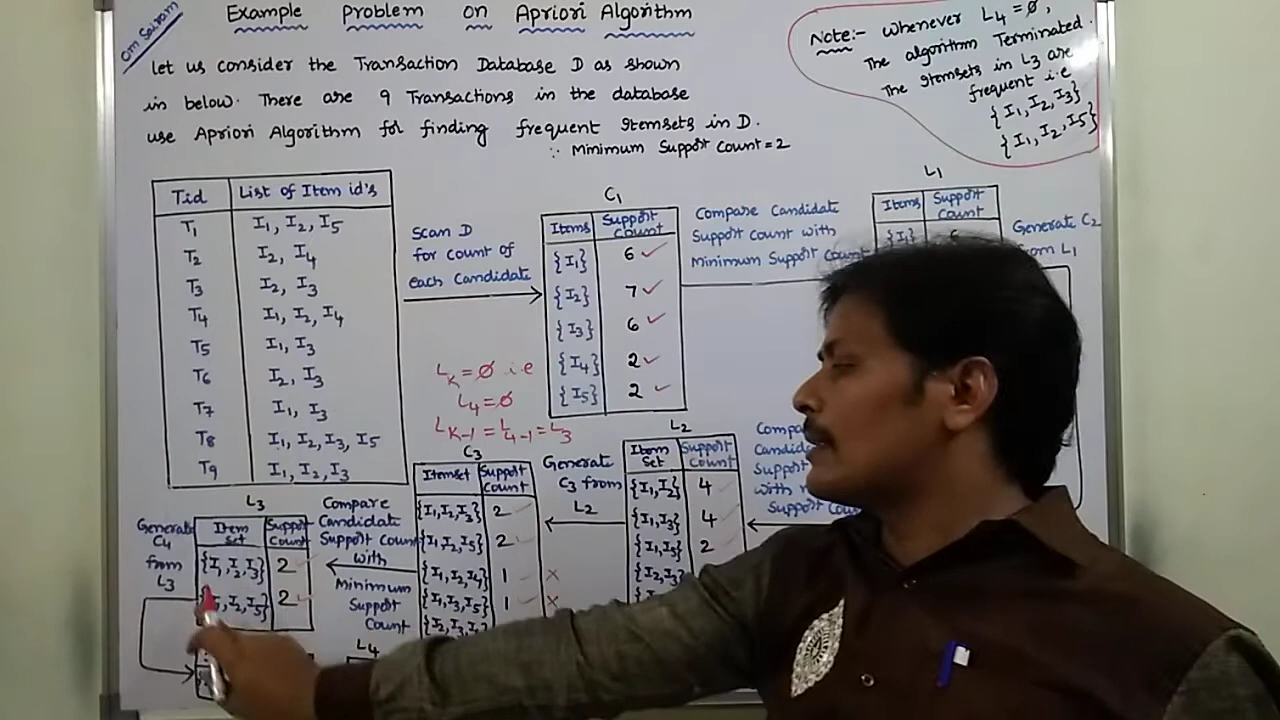 Om Sairam
Example Problem on Apriori Algorithm
Let us consider the Transaction Database D as shown
in below. There are 9 Transactions in the database
use Apriori Algorithm for finding frequent Itemsets in D.
∵ Minimum Support Count = 2
Note:- Whenever L4 = ∅,
The algorithm Terminated.
The Itemsets in L3 are
frequent i.e
{I1, I2, I3}
{I1, I2, I5}
Tid List of Item id's
T1 I1, I2, I5
T2 I2, I4
T3 I2, I3
T4 I1, I2, I4
T5 I1, I3
T6 I2, I3
T7 I1, I3
T8 I1, I2, I3, I5
T9 I1, I2, I3
Scan D
for count of
each Candidate
C1
Items Support Count
{I1} 6 ✓
{I2} 7 ✓
{I3} 6 ✓
{I4} 2 ✓
{I5} 2 ✓
Compare Candidate
Support Count with
Minimum Support Count
L1
Items Support Count
{I1} 6
Generate C2
from L1
LK = ∅ i.e
L4 = ∅
LK-1 = L4-1 = L3
L2
Item Set Support Count
{I1, I2} 4
{I1, I3} 4
{I1, I5} 2
{I2, I3}
Support
Generate
C3 from
L2
C3
Itemset Support Count
{I1, I2, I3} 2
{I1, I2, I5} 2
{I1, I2, I4} 1 ×
{I1, I3, I5} 1 ×
{I2, I3,
Compare
Candidate
Support Count
with
Minimum
Support
Count
L3
Item Set Support Count
{I1, I2, I3} 2
I2, I5} 2
Generate
C4
from
L3
L4